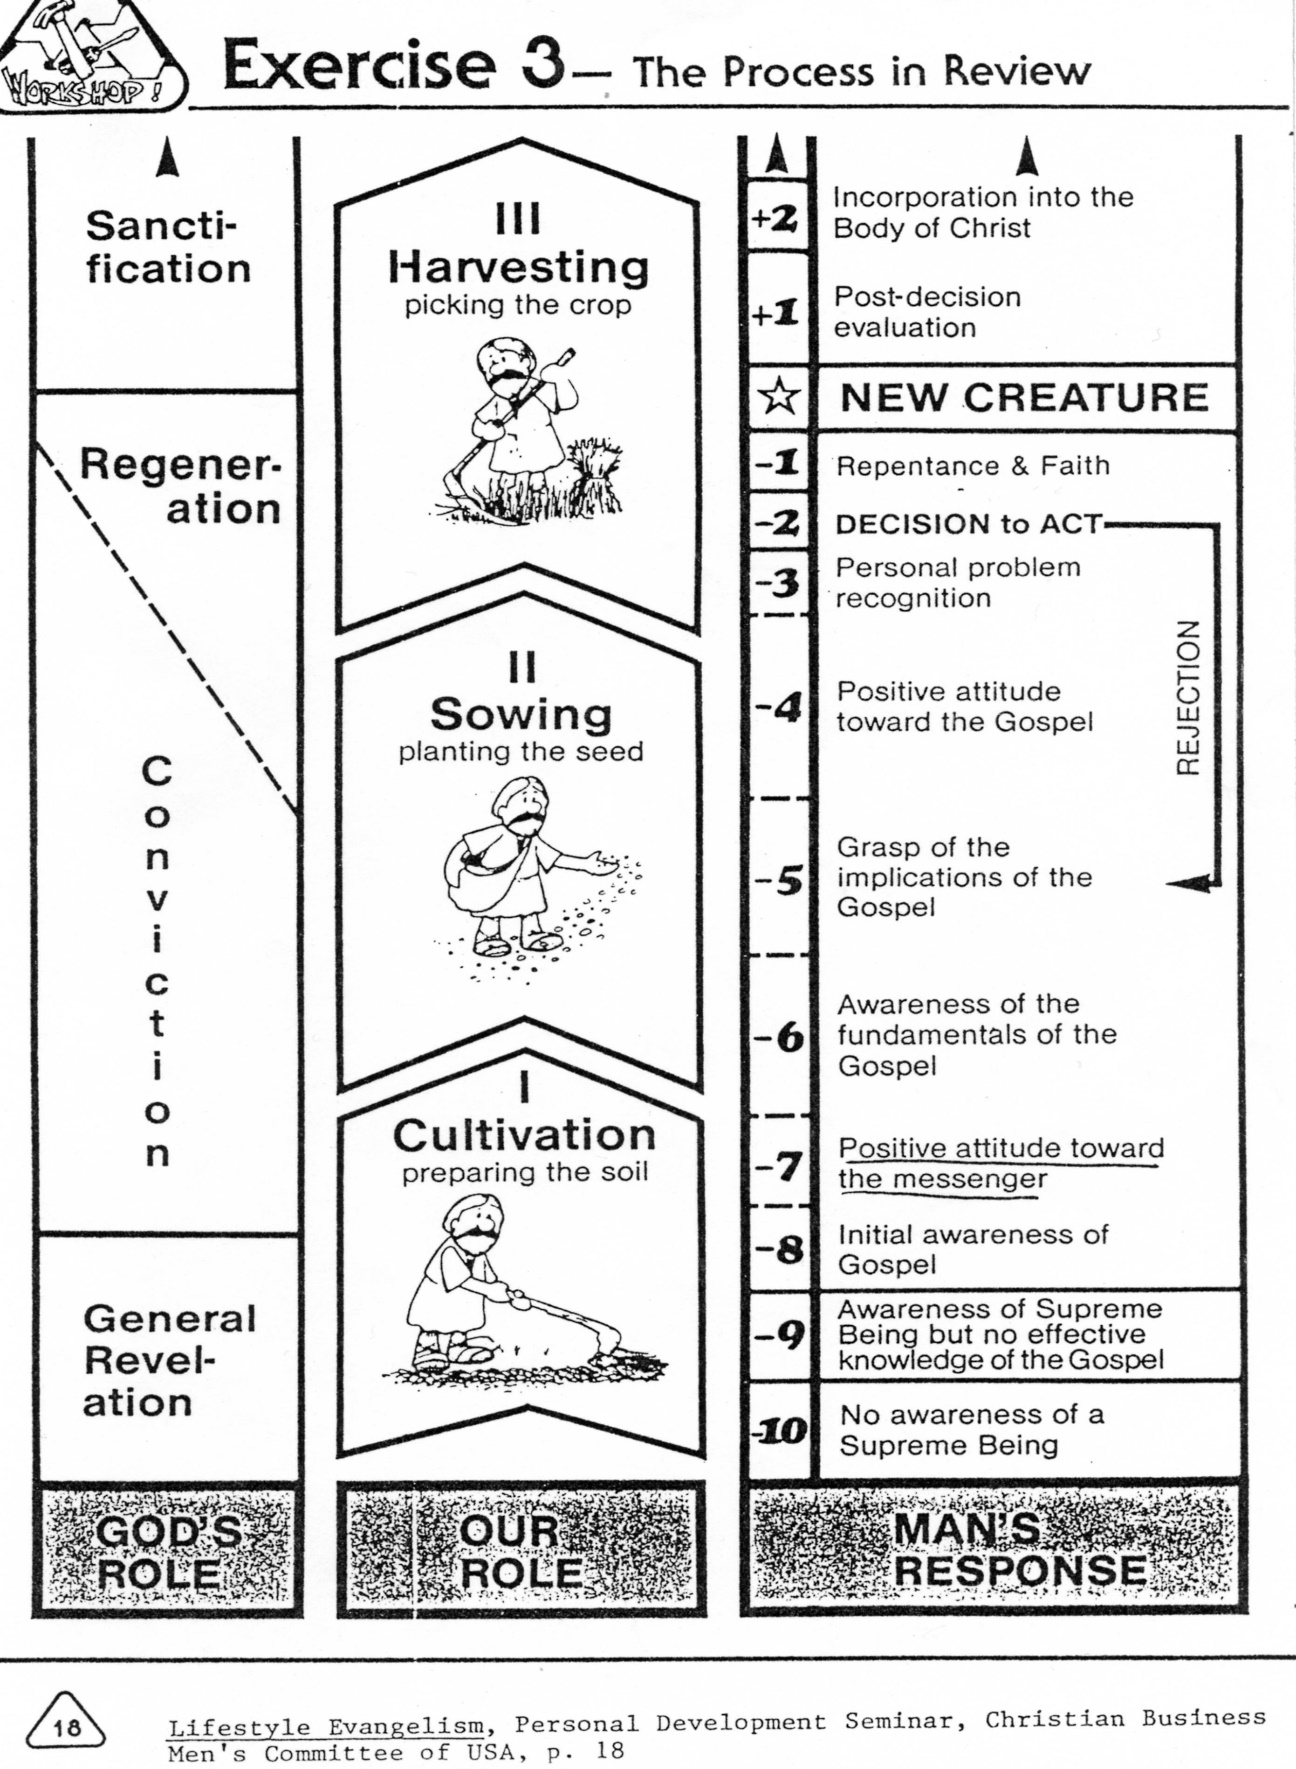 WORKSHOP!
Exercise 3— The Process in Review
Sancti-
fication
Regener-
ation
C
o
n
v
i
c
t
i
o
n
General
Revel-
ation
GOD'S
ROLE
III
Harvesting
picking the crop
II
Sowing
planting the seed
I
Cultivation
preparing the soil
OUR
ROLE
+2
Incorporation into the
Body of Christ
+1
Post-decision
evaluation
NEW CREATURE
-1
Repentance & Faith
-2
DECISION to ACT
-3
Personal problem
recognition
REJECTION
-4
Positive attitude
toward the Gospel
-5
Grasp of the
implications of the
Gospel
-6
Awareness of the
fundamentals of the
Gospel
-7
Positive attitude toward
the messenger
-8
Initial awareness of
Gospel
-9
Awareness of Supreme
Being but no effective
knowledge of the Gospel
-10
No awareness of a
Supreme Being
MAN'S
RESPONSE
18
Lifestyle Evangelism, Personal Development Seminar, Christian Business
Men's Committee of USA, p. 18